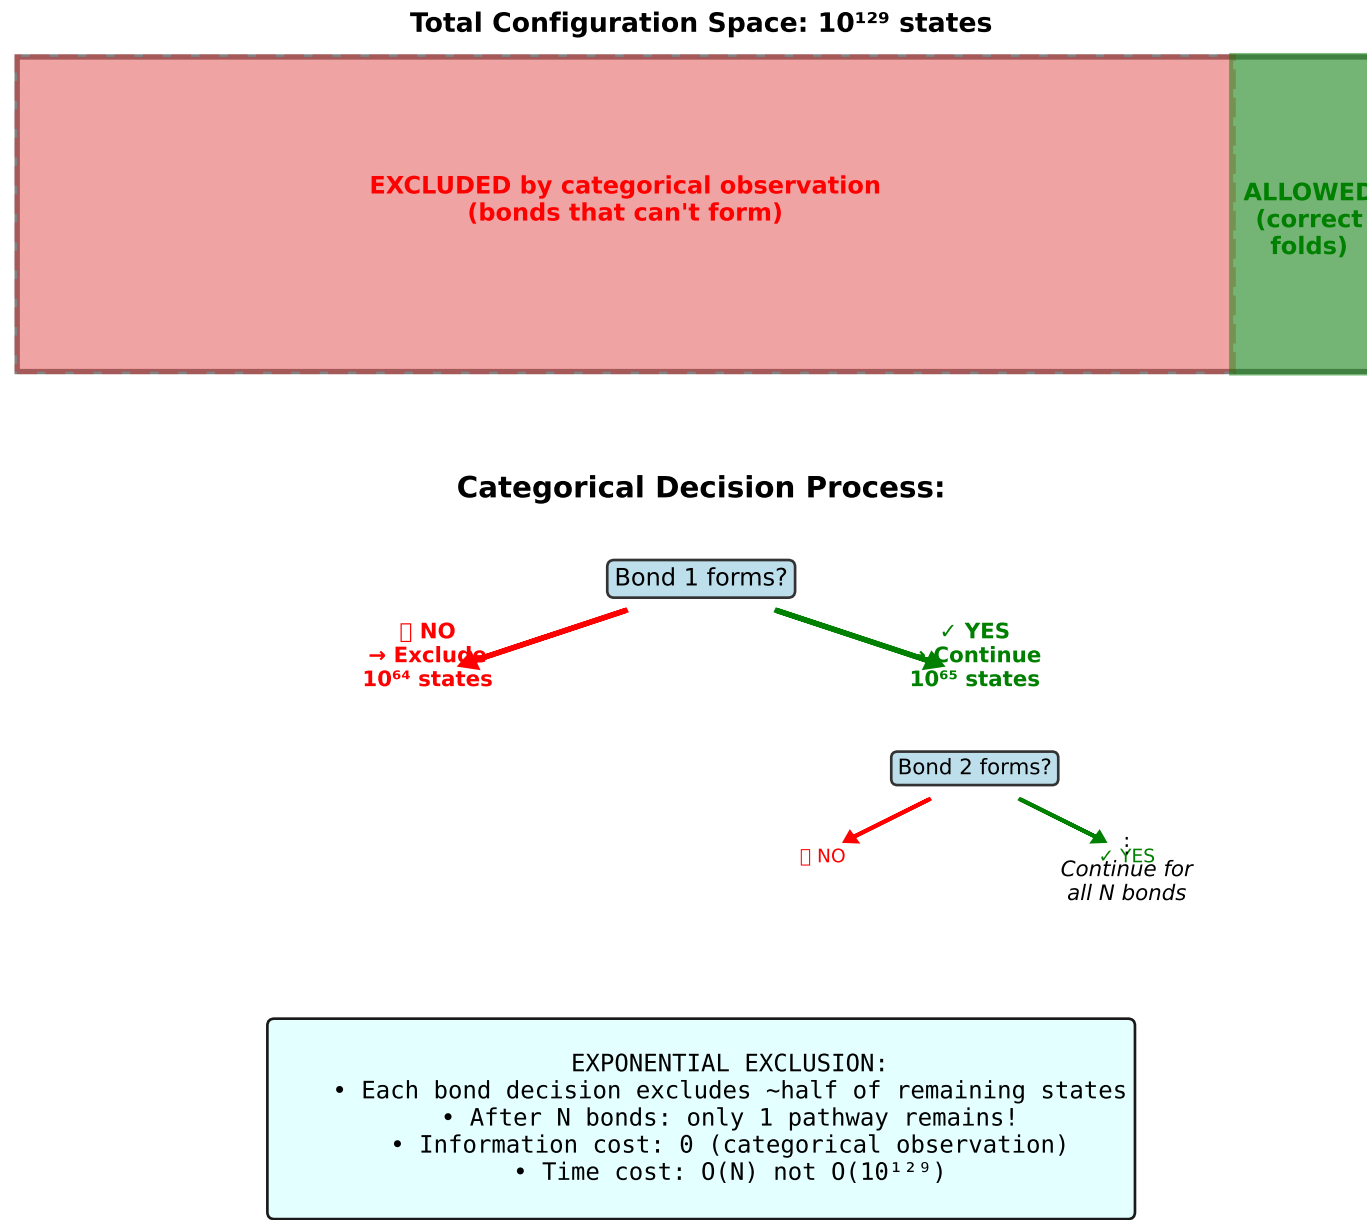 Total Configuration Space: 10¹²⁹ states
EXCLUDED by categorical observation
(bonds that can't form)
ALLOWED
(correct
folds)
Categorical Decision Process:
Bond 1 forms?
▯ NO
→ Exclude
10⁶⁴ states
✓ YES
→ Continue
10⁶⁵ states
Bond 2 forms?
▯ NO
✓ YES
⋮
Continue for
all N bonds
EXPONENTIAL EXCLUSION:
• Each bond decision excludes ~half of remaining states
• After N bonds: only 1 pathway remains!
• Information cost: 0 (categorical observation)
• Time cost: O(N) not O(10¹²⁹)